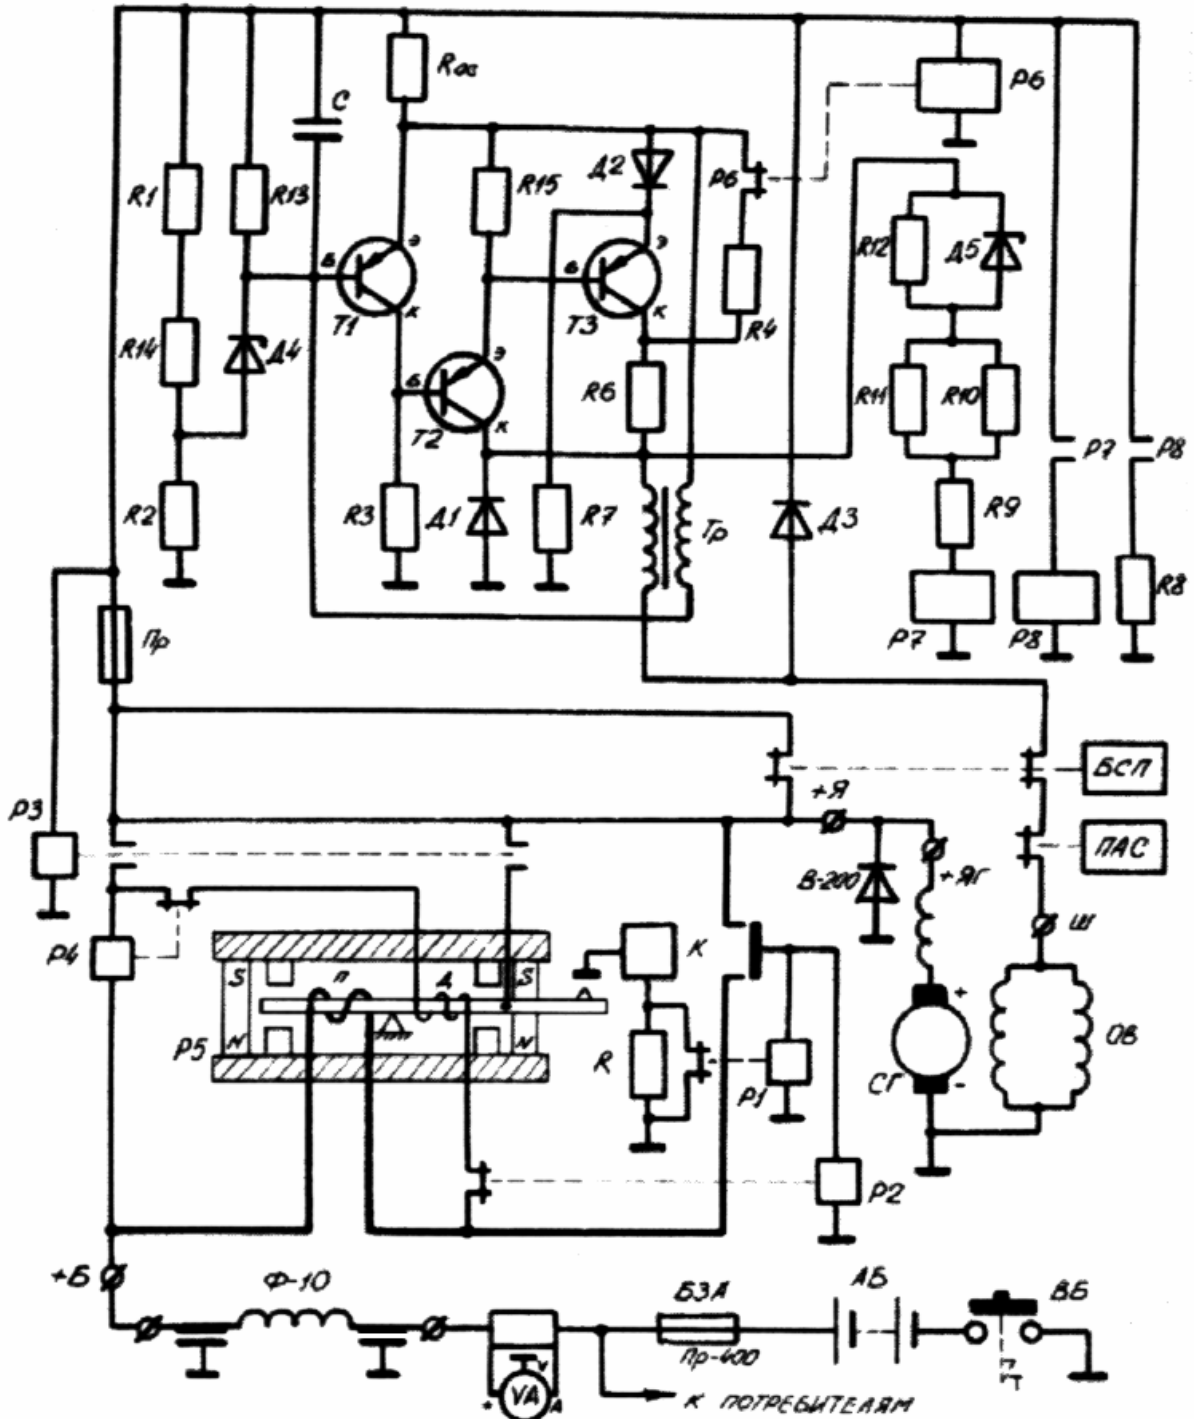 Rос
Р6
С
R1
R13
R15
Д2
Р6
R12
Д5
Б
Э
К
Т1
Б
Э
К
Т3
R4
R14
Д4
Б
Э
К
Т2
R6
R11
R10
Р7
Р8
R2
R3
Д1
R7
Тр
Д3
R9
R8
Пр
Р7
Р8
БСП
Р3
+Я
ПАС
В-200
+ЯГ
Ш
Р4
К
S
П
Д
S
N
N
Р5
R
Р1
+
СГ
-
ОВ
Р2
+Б
Ф-10
БЗА
АБ
ВБ
Пр-400
V
VA
+
А
К ПОТРЕБИТЕЛЯМ